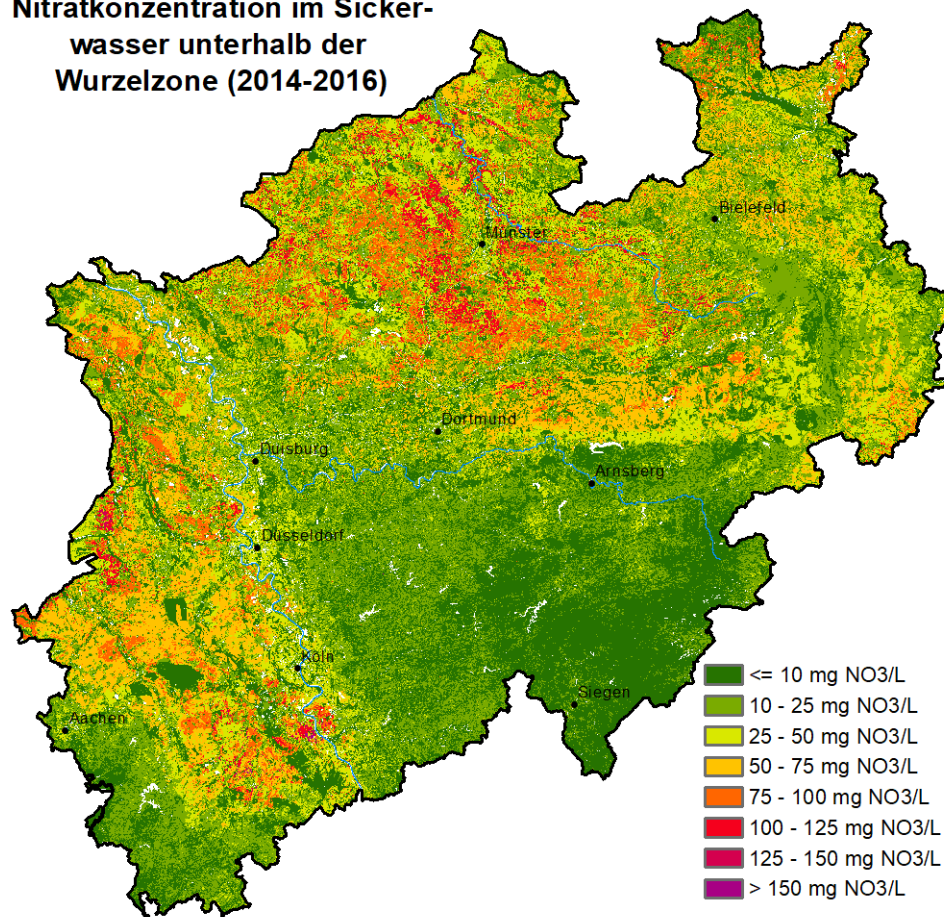 Nitratkonzentration im Sicker-
wasser unterhalb der
Wurzelzone (2014-2016)
Bielefeld
Münster
Dortmund
Duisburg
Arnsberg
Düsseldorf
Köln
Siegen
Aachen
<= 10 mg NO3/L
10 - 25 mg NO3/L
25 - 50 mg NO3/L
50 - 75 mg NO3/L
75 - 100 mg NO3/L
100 - 125 mg NO3/L
125 - 150 mg NO3/L
> 150 mg NO3/L